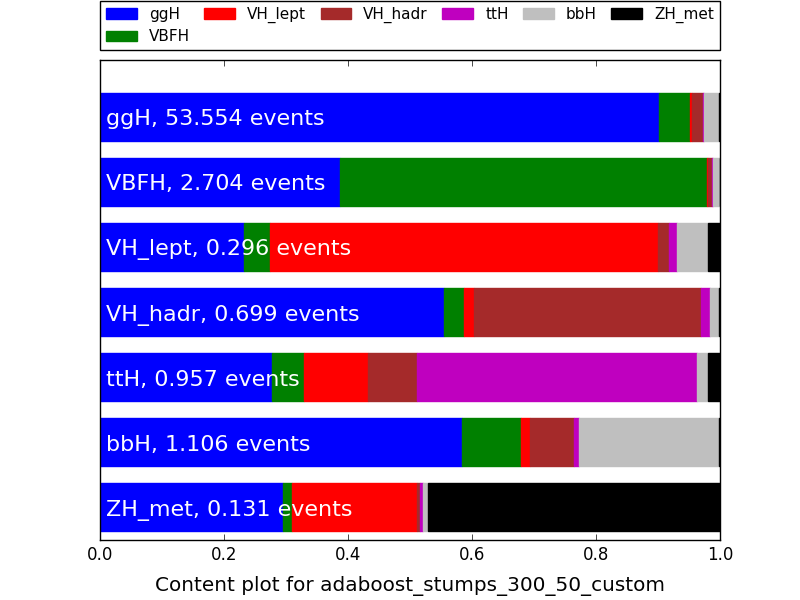 ggH VH_lept VH_hadr ttH bbH ZH_met
VBFH
ggH, 53.554 events
VBFH, 2.704 events
VH_lept, 0.296 events
VH_hadr, 0.699 events
ttH, 0.957 events
bbH, 1.106 events
ZH_met, 0.131 events
0.0 0.2 0.4 0.6 0.8 1.0
Content plot for adaboost_stumps_300_50_custom